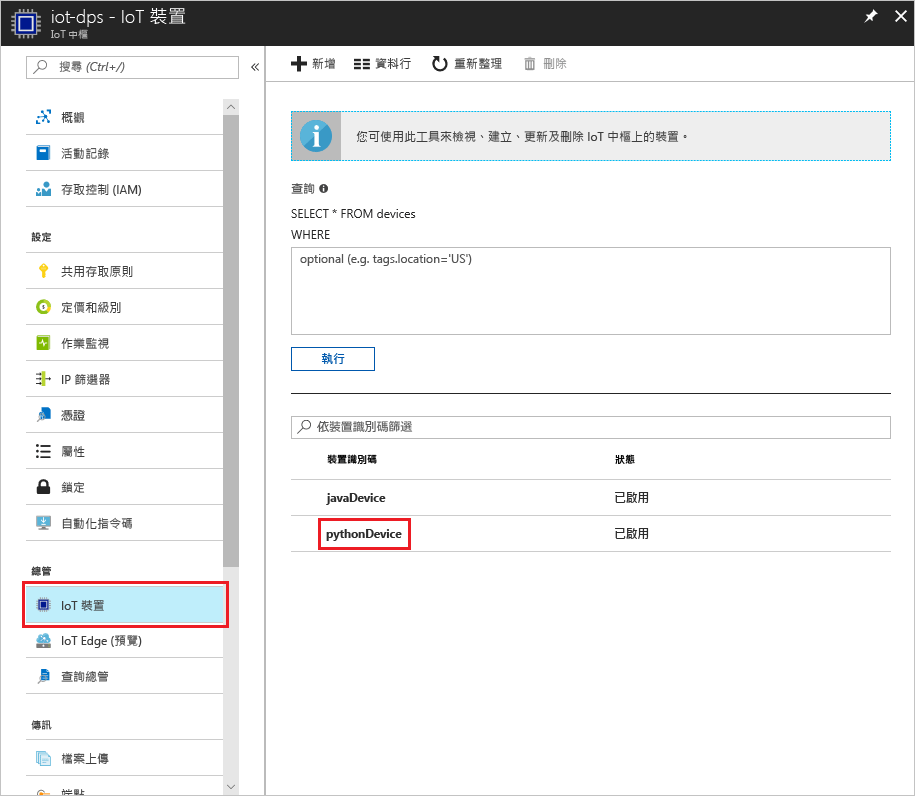 iot-dps - IoT 裝置
IoT 中樞
搜尋 (Ctrl+/)
«
概觀
活動記錄
存取控制 (IAM)
設定
共用存取原則
定價和級別
作業監視
IP 篩選器
憑證
屬性
鎖定
自動化指令碼
總管
IoT 裝置
IoT Edge (預覽)
查詢總管
傳訊
檔案上傳
端點
新增 資料行 重新整理 刪除
您可使用此工具來檢視、建立、更新及刪除 IoT 中樞上的裝置。
查詢
SELECT * FROM devices
WHERE
optional (e.g. tags.location='US')
執行
依裝置識別碼篩選
裝置識別碼 狀態
javaDevice 已啟用
pythonDevice 已啟用